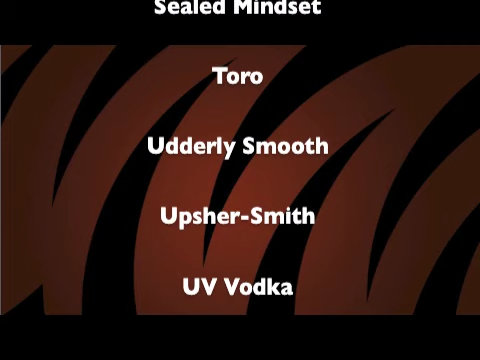 Sealed Mindset
Toro
Udderly Smooth
Upsher-Smith
UV Vodka